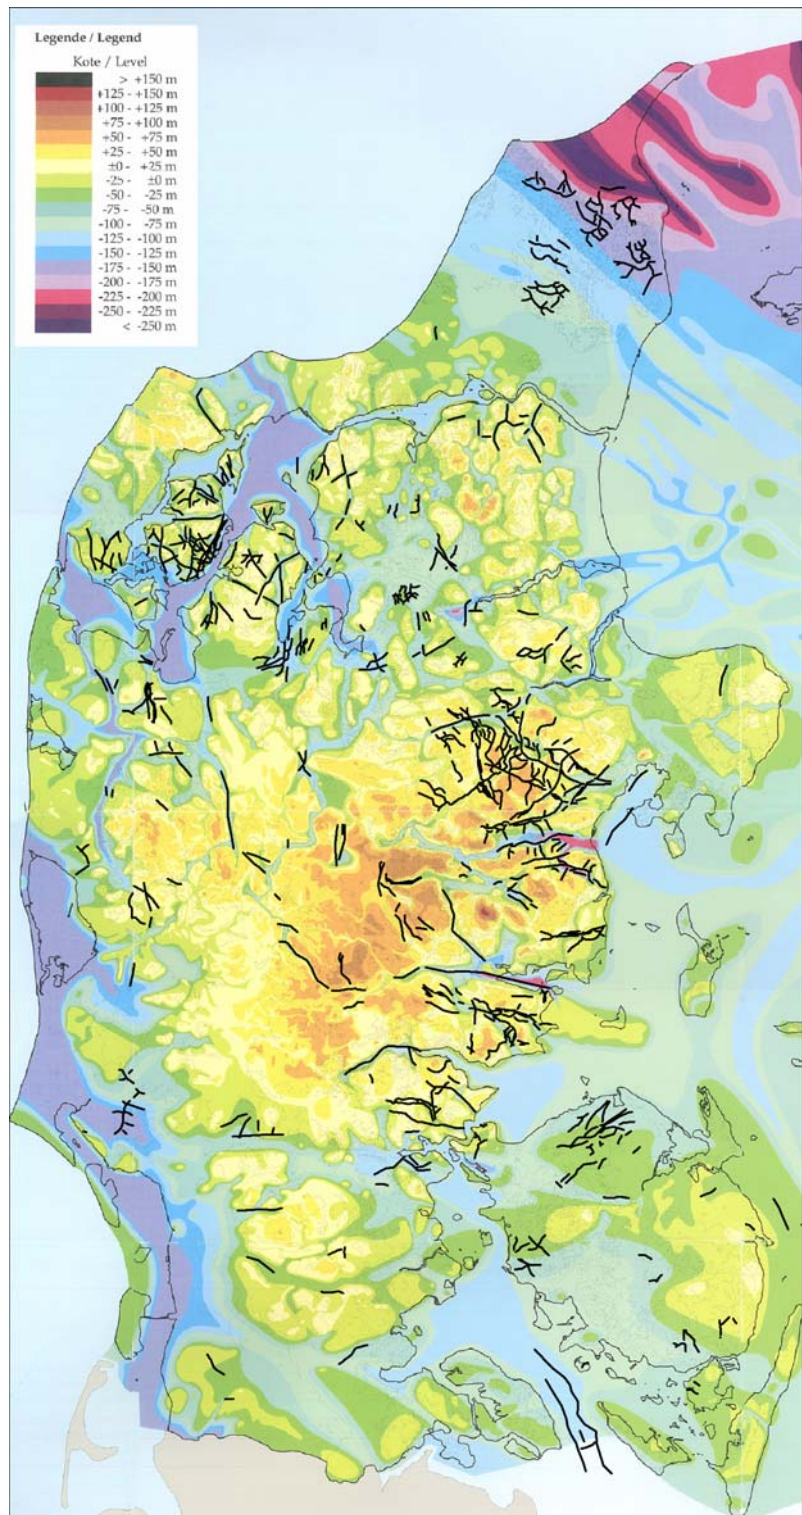 Legende / Legend
Kote / Level
> +150 m
+125 - +150 m
+100 - +125 m
+75 - +100 m
+50 - +75 m
+25 - +50 m
±0 - +25 m
-25 - ±0 m
-50 - -25 m
-75 - -50 m
-100 - -75 m
-125 - -100 m
-150 - -125 m
-175 - -150 m
-200 - -175 m
-225 - -200 m
-250 - -225 m
< -250 m